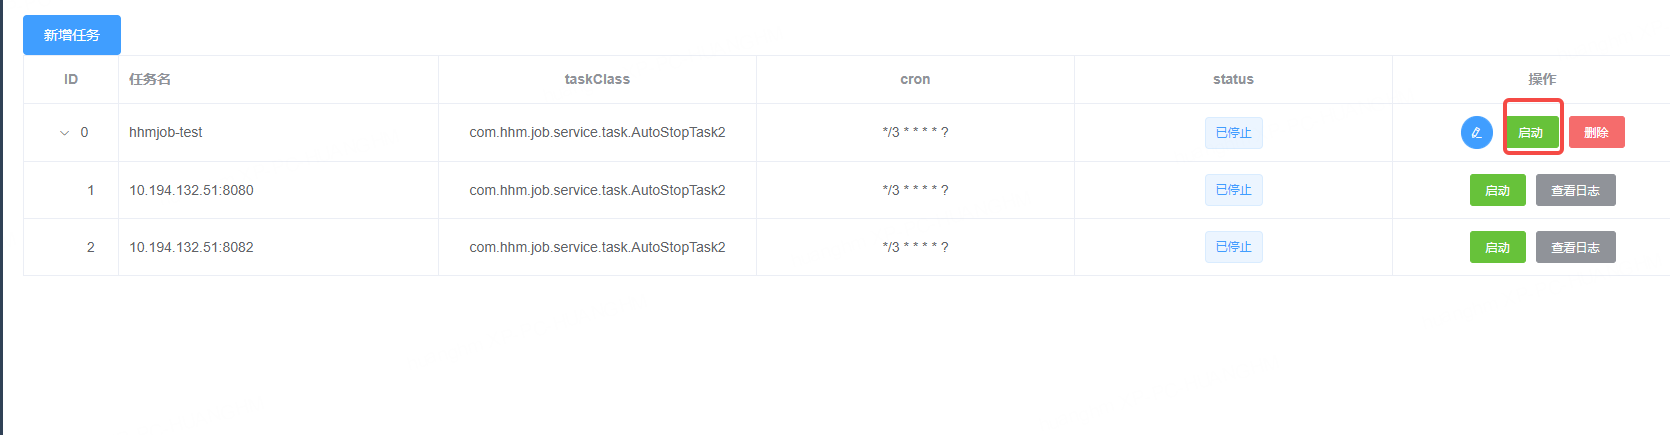 新增任务
ID 任务名 taskClass cron status 操作
0 hhmjob-test com.hhm.job.service.task.AutoStopTask2 */3 * * * * ? 已停止 启动 删除
1 10.194.132.51:8080 com.hhm.job.service.task.AutoStopTask2 */3 * * * * ? 已停止 启动 查看日志
2 10.194.132.51:8082 com.hhm.job.service.task.AutoStopTask2 */3 * * * * ? 已停止 启动 查看日志